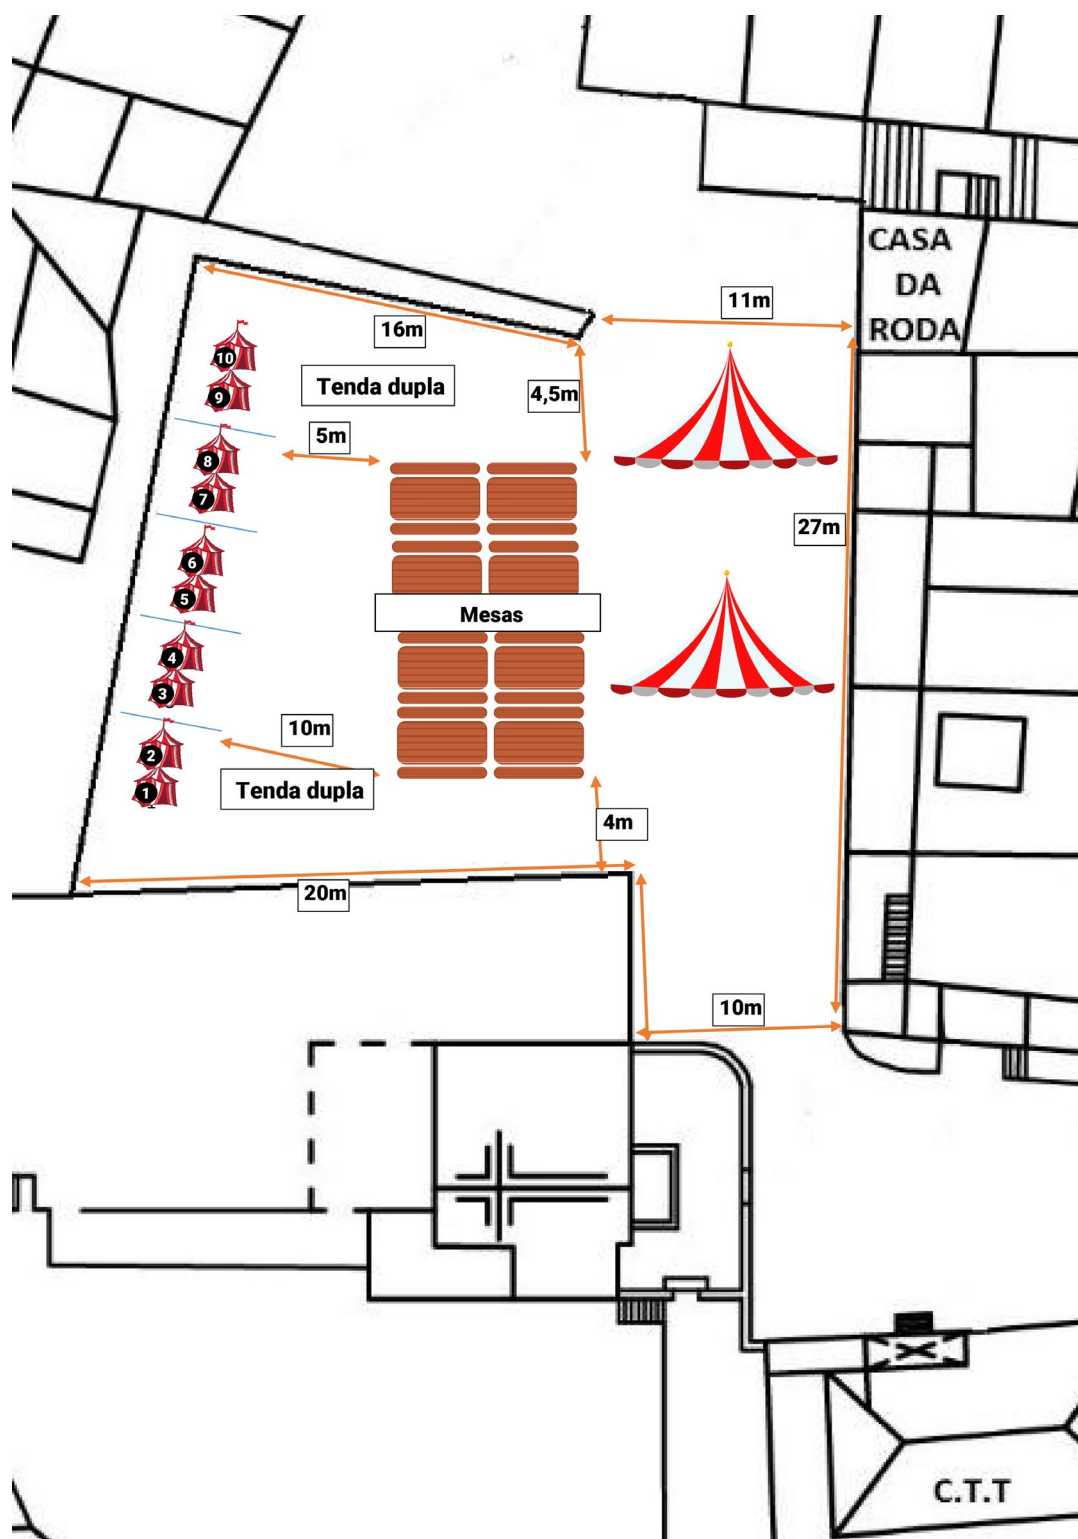 CASA
DA
RODA
11m
16m
10
9
Tenda dupla
4,5m
5m
8
7
27m
6
5
Mesas
4
3
10m
2
1
Tenda dupla
4m
20m
10m
C.T.T